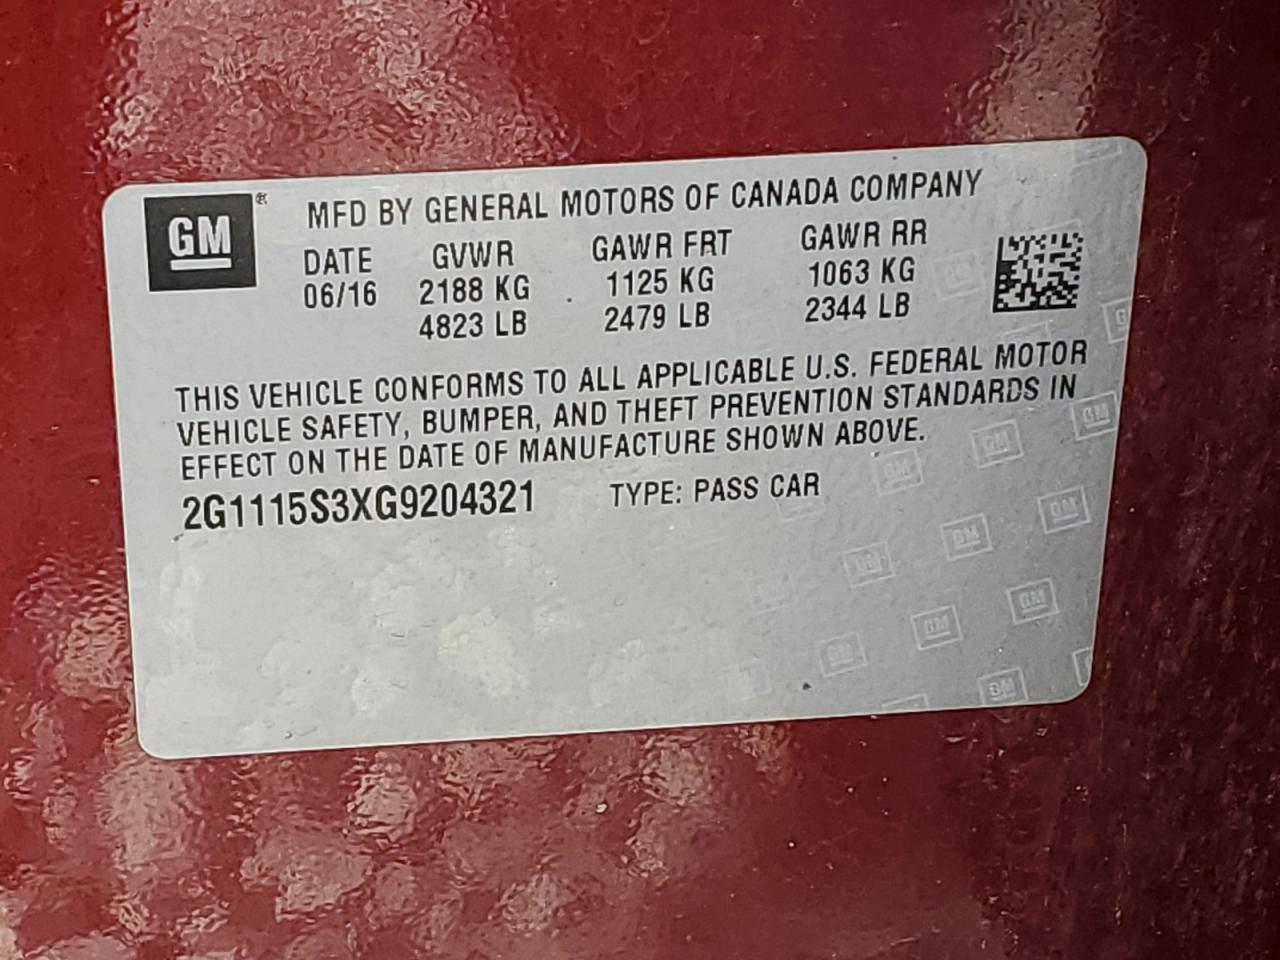 GM®
MFD BY GENERAL MOTORS OF CANADA COMPANY
DATE GVWR GAWR FRT GAWR RR
06/16 2188 KG 1125 KG 1063 KG
4823 LB 2479 LB 2344 LB
THIS VEHICLE CONFORMS TO ALL APPLICABLE U.S. FEDERAL MOTOR
VEHICLE SAFETY, BUMPER, AND THEFT PREVENTION STANDARDS IN
EFFECT ON THE DATE OF MANUFACTURE SHOWN ABOVE.
2G1115S3XG9204321 TYPE: PASS CAR